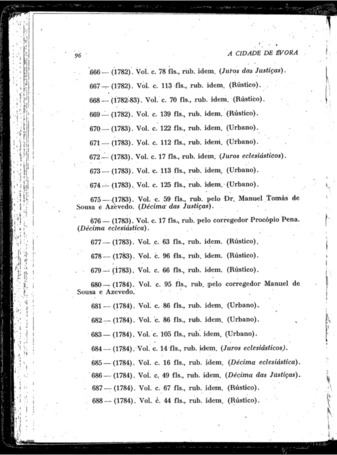 96
A CIDADE DE ÉVORA
666 — (1782). Vol. c. 78 fls., rub. idem. (Juros das Justiças).
667 — (1782). Vol. c. 113 fls., rub. idem. (Rústico).
668 — (1782-83). Vol. c. 70 fls., rub. idem. (Rústico).
669 — (1782). Vol. c. 139 fls., rub. idem. (Rústico).
670 — (1783). Vol. c. 122 fls., rub. idem. (Urbano).
671 — (1783). Vol. c. 112 fls., rub. idem. (Urbano).
672 — (1783). Vol. c. 17 fls., rub. idem. (Juros eclesiásticos).
673 — (1783). Vol. c. 113 fls., rub. idem. (Urbano).
674 — (1783). Vol. c. 125 fls., rub. idem. (Urbano).
675 — (1783). Vol. c. 59 fls., rub. pelo Dr. Manuel Tomás de
Sousa e Azevedo. (Décima das Justiças).
676 — (1783). Vol. c. 17 fls., rub. pelo corregedor Procópio Pena.
(Décima eclesiástica).
677 — (1783). Vol. c. 63 fls., rub. idem. (Rústico).
678 — (1783). Vol. c. 96 fls., rub. idem. (Rústico).
679 — (1783). Vol. c. 66 fls., rub. idem. (Rústico).
680 — (1784). Vol. c. 95 fls., rub. pelo corregedor Manuel de
Sousa e Azevedo.
681 — (1784). Vol. c. 86 fls., rub. idem. (Urbano).
682 — (1784). Vol. c. 86 fls., rub. idem. (Urbano).
683 — (1784). Vol. c. 105 fls., rub. idem. (Urbano).
684 — (1784). Vol. c. 14 fls., rub. idem. (Juros eclesiásticos).
685 — (1784). Vol. c. 16 fls., rub. idem. (Décima eclesiástica).
686 — (1784). Vol. c. 49 fls., rub. idem. (Décima das Justiças).
687 — (1784). Vol. c. 67 fls., rub. idem. (Rústico).
688 — (1784). Vol. c. 44 fls., rub. idem. (Rústico).